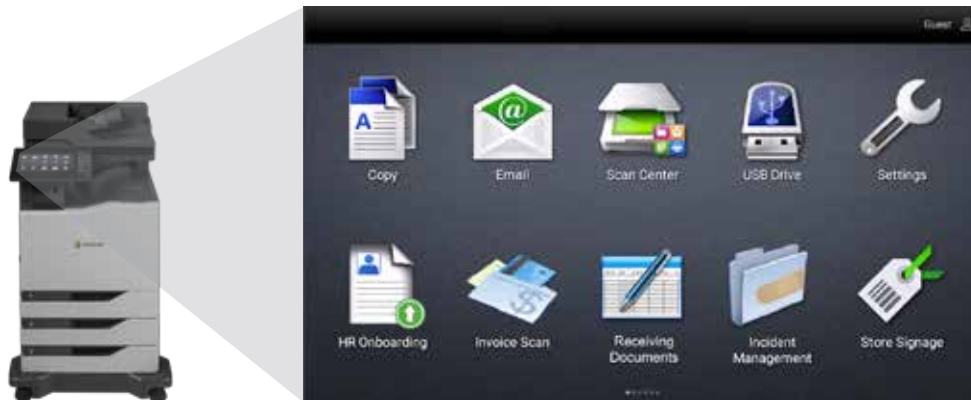 Guest
Copy
Email
Scan Center
USB Drive
Settings
HR Onboarding
Invoice Scan
Receiving
Documents
Incident
Management
Store Signage